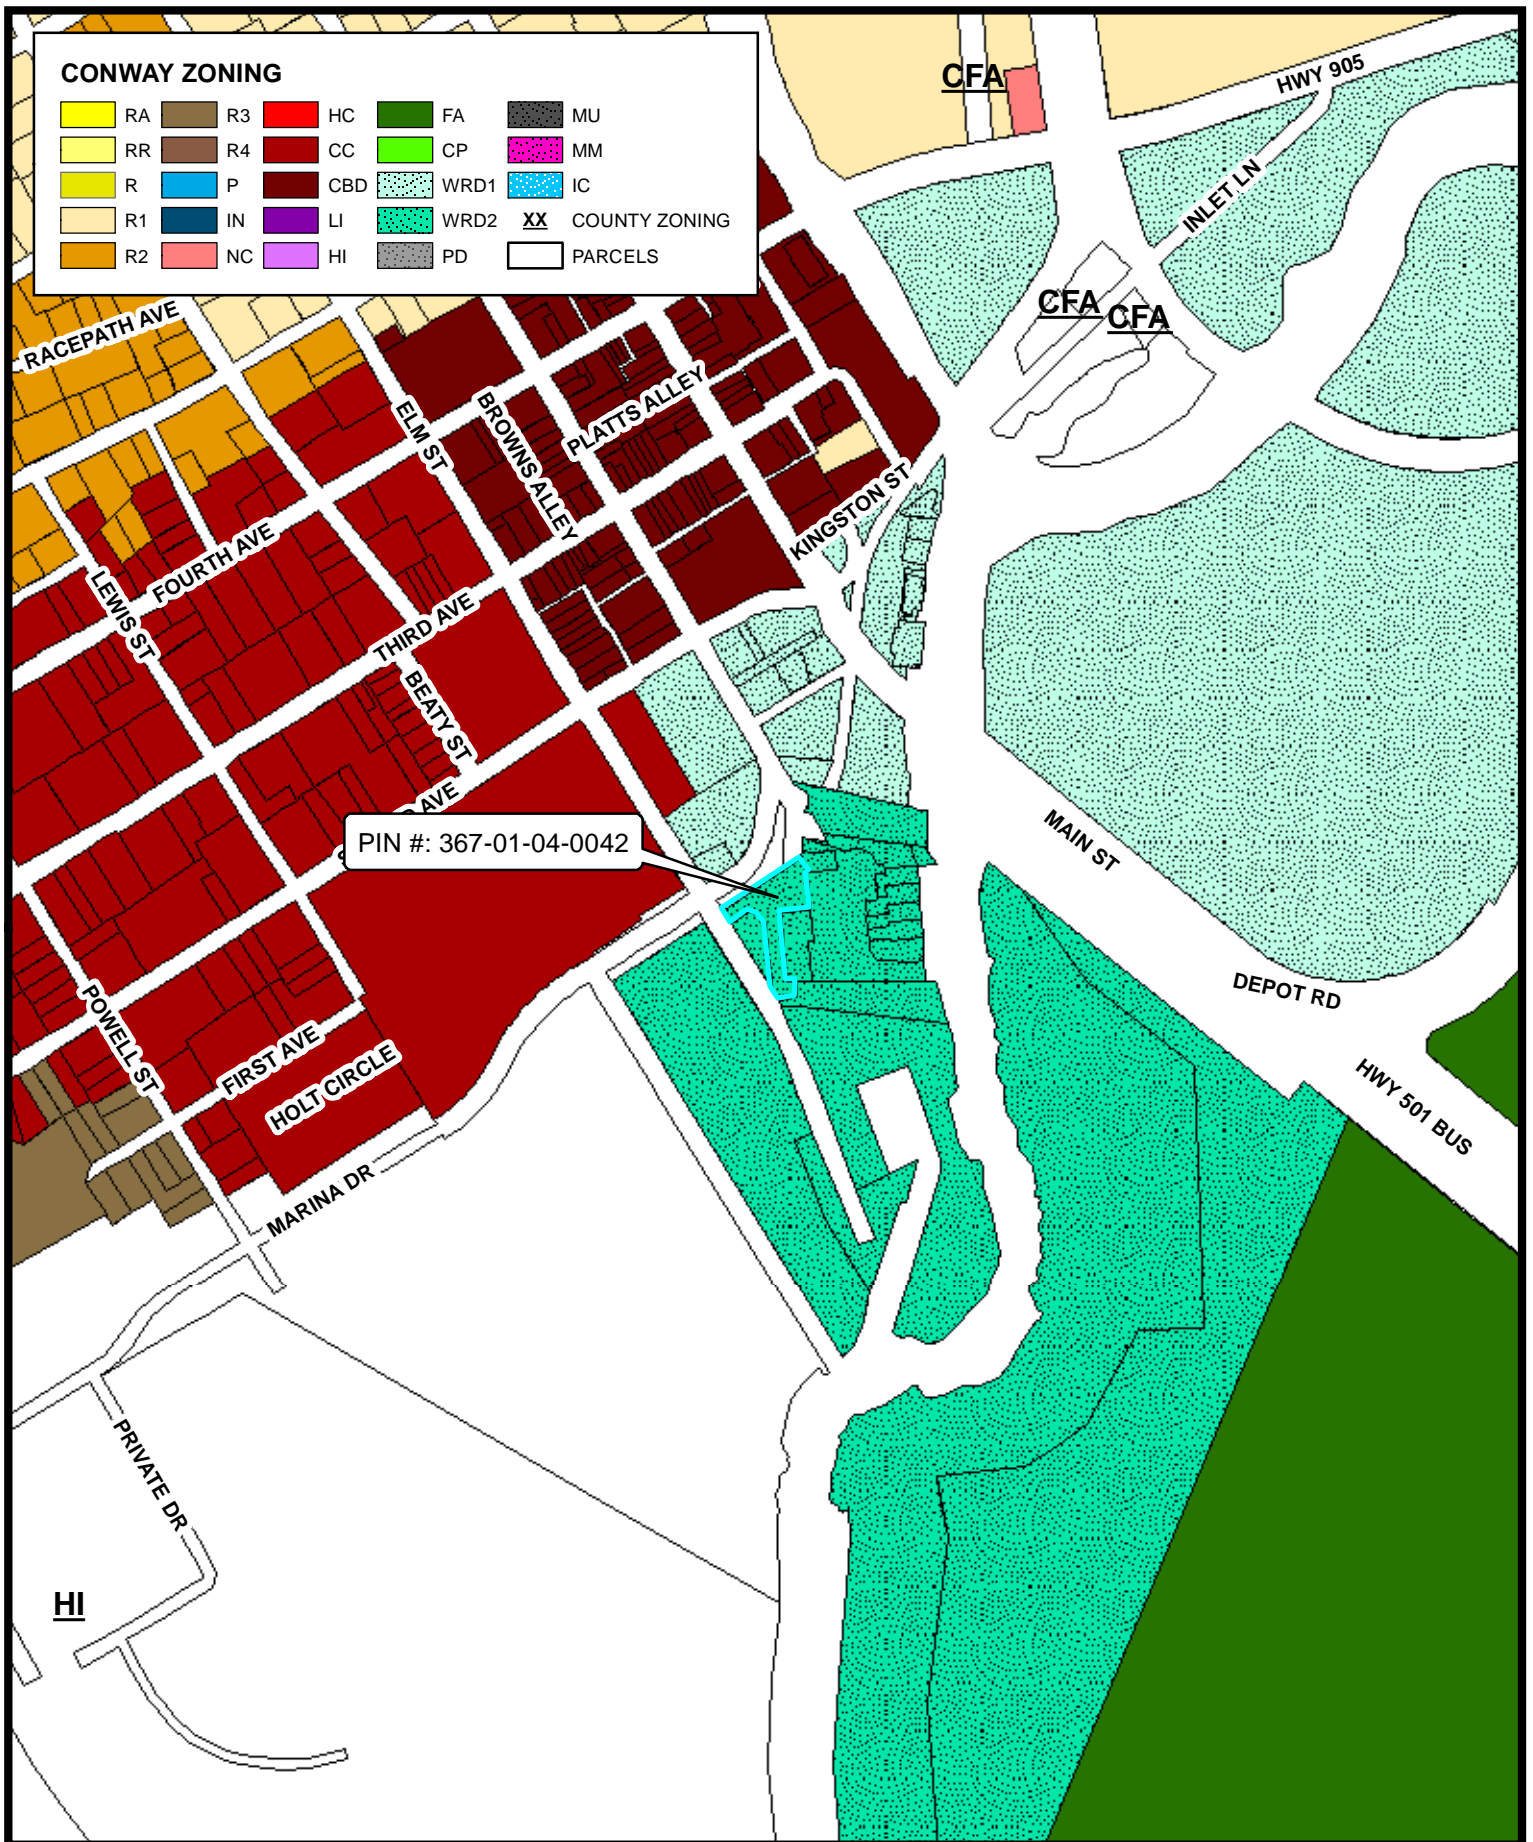 CONWAY ZONING
RA
RR
R
R1
R2
R3
R4
P
IN
NC
HC
CC
CBD
LI
HI
FA
CP
WRD1
WRD2
PD
MU
MM
IC
XX COUNTY ZONING
PARCELS
CFA
HWY 905
INLET LN
CFA
CFA
RACEPATH AVE
ELM ST
BROWNS ALLEY
PLATTS ALLEY
KINGSTON ST
FOURTH AVE
LEWIS ST
THIRD AVE
BEATY ST
AVE
PIN #: 367-01-04-0042
MAIN ST
DEPOT RD
HWY 501 BUS
POWELL ST
FIRST AVE
HOLT CIRCLE
MARINA DR
PRIVATE DR
HI